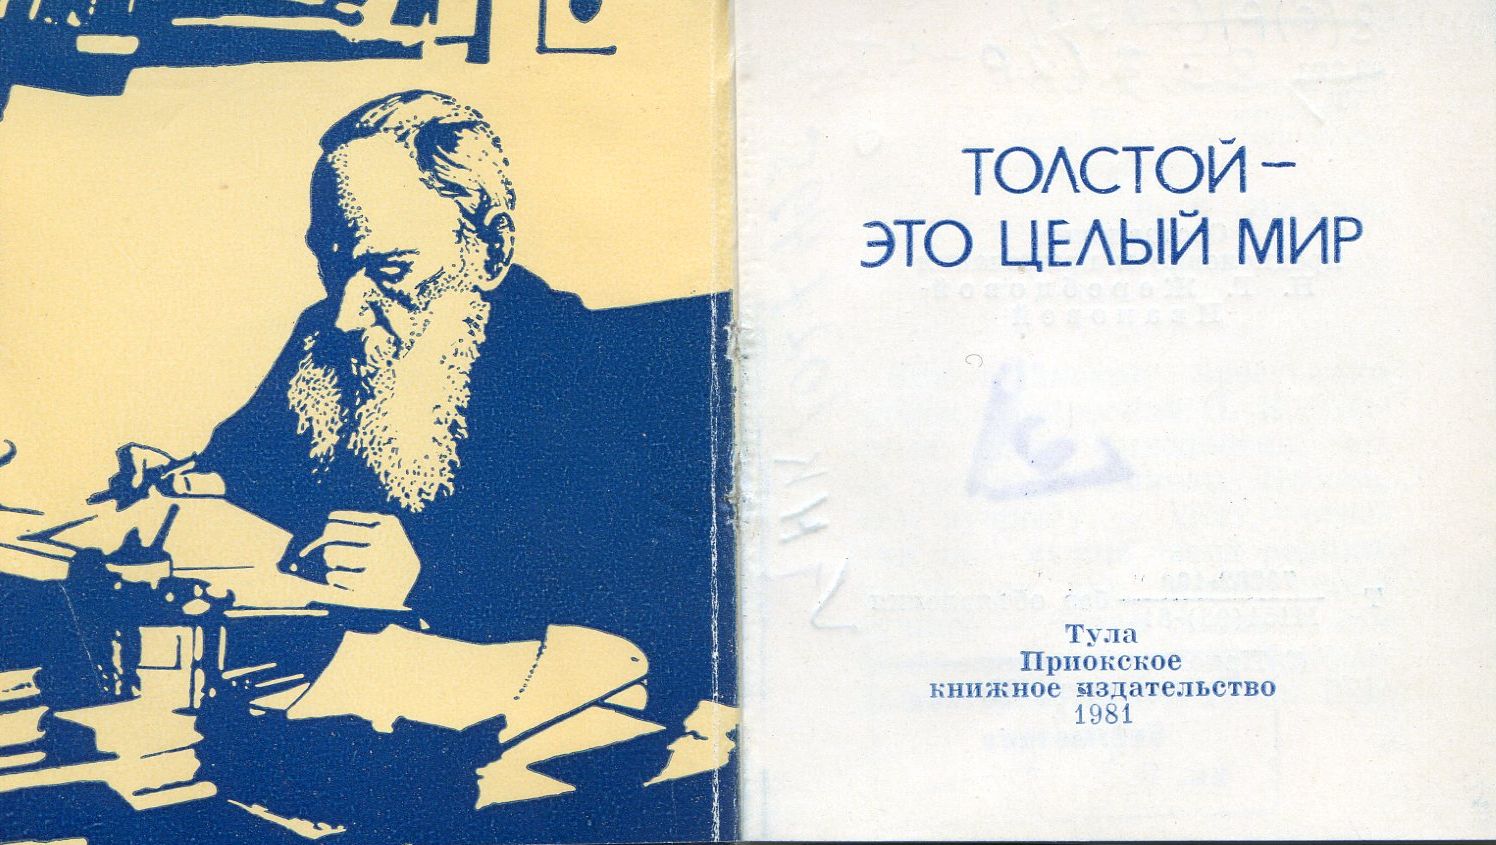 ТОЛСТОЙ –
ЭТО ЦЕЛЫЙ МИР
Тула
Приокское
книжное издательство
1981